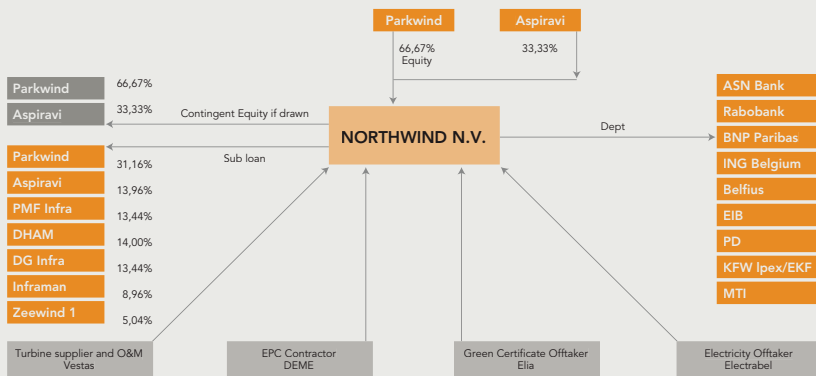 Parkwind
Aspiravi
66,67%
Equity
33,33%
Parkwind 66,67%
Aspiravi 33,33%
Contingent Equity if drawn
NORTHWIND N.V.
Dept
Sub loan
Parkwind 31,16%
Aspiravi 13,96%
PMF Infra 13,44%
DHAM 14,00%
DG Infra 13,44%
Inframan 8,96%
Zeewind 1 5,04%
ASN Bank
Rabobank
BNP Paribas
ING Belgium
Belfius
EIB
PD
KFW Ipex/EKF
MTI
Turbine supplier and O&M
Vestas
EPC Contractor
DEME
Green Certificate Offtaker
Elia
Electricity Offtaker
Electrabel